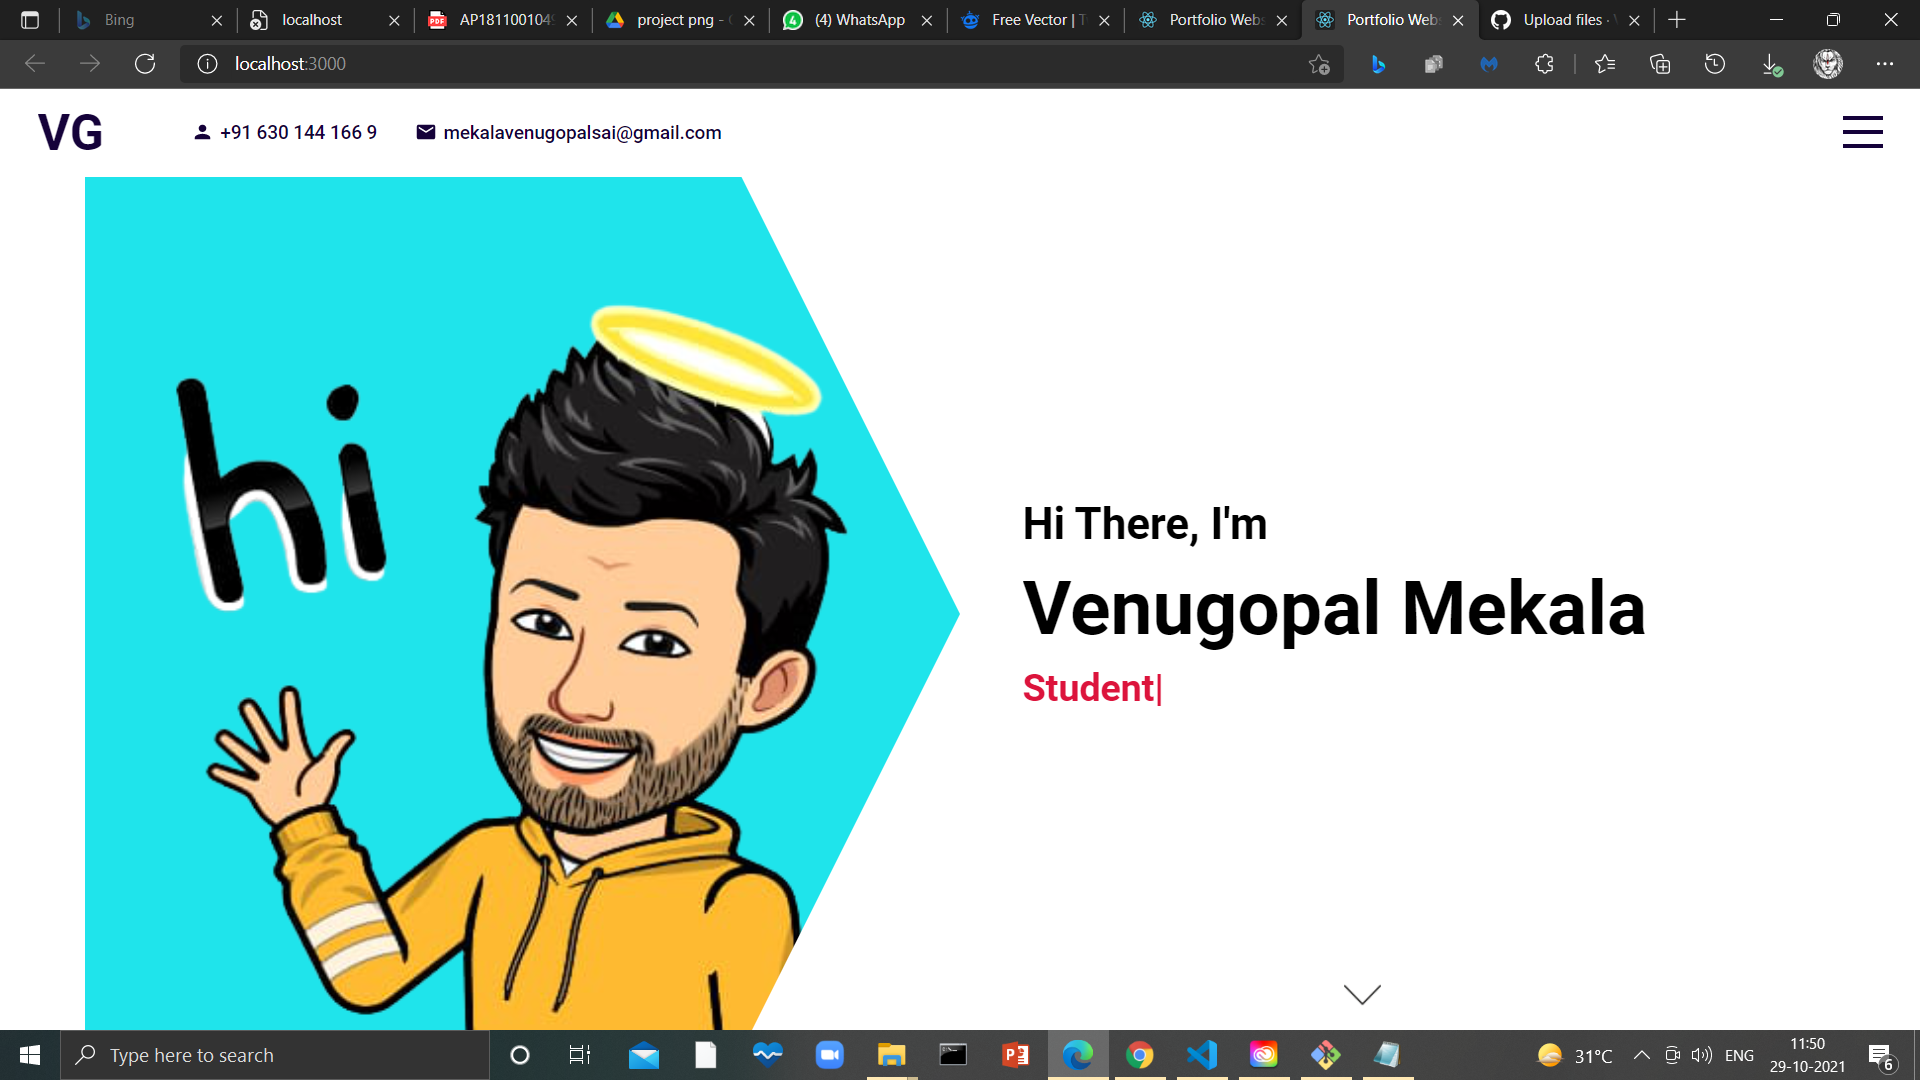 Bing
localhost
AP1811001049
project png -
(4) WhatsApp
Free Vector |
Portfolio Webs
Portfolio Web
Upload files ·
localhost:3000
VG
+91 630 144 166 9
mekalavenugopalsai@gmail.com
hi
Hi There, I'm
Venugopal Mekala
Student|
Type here to search
31°C
ENG
11:50
29-10-2021
6